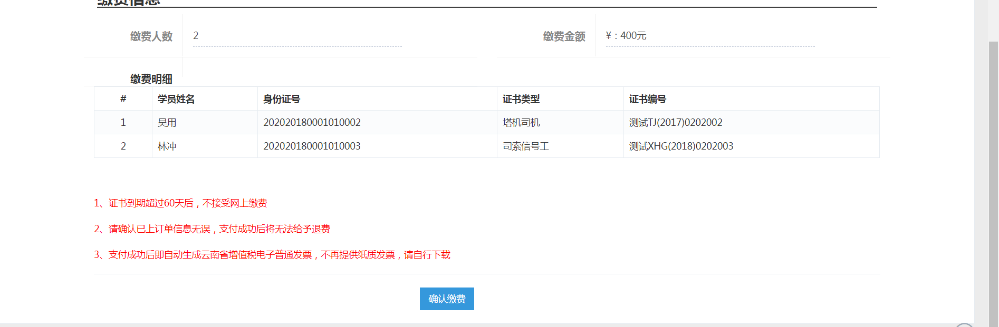 缴费信息
缴费人数 2 缴费金额 ¥：400元
缴费明细
# 学员姓名 身份证号 证书类型 证书编号
1 吴用 202020180001010002 塔机司机 测试TJ(2017)0202002
2 林冲 202020180001010003 司索信号工 测试XHG(2018)0202003
1、证书到期超过60天后，不接受网上缴费
2、请确认已上订单信息无误，支付成功后将无法给予退费
3、支付成功后即自动生成云南省增值税电子普通发票，不再提供纸质发票，请自行下载
确认缴费